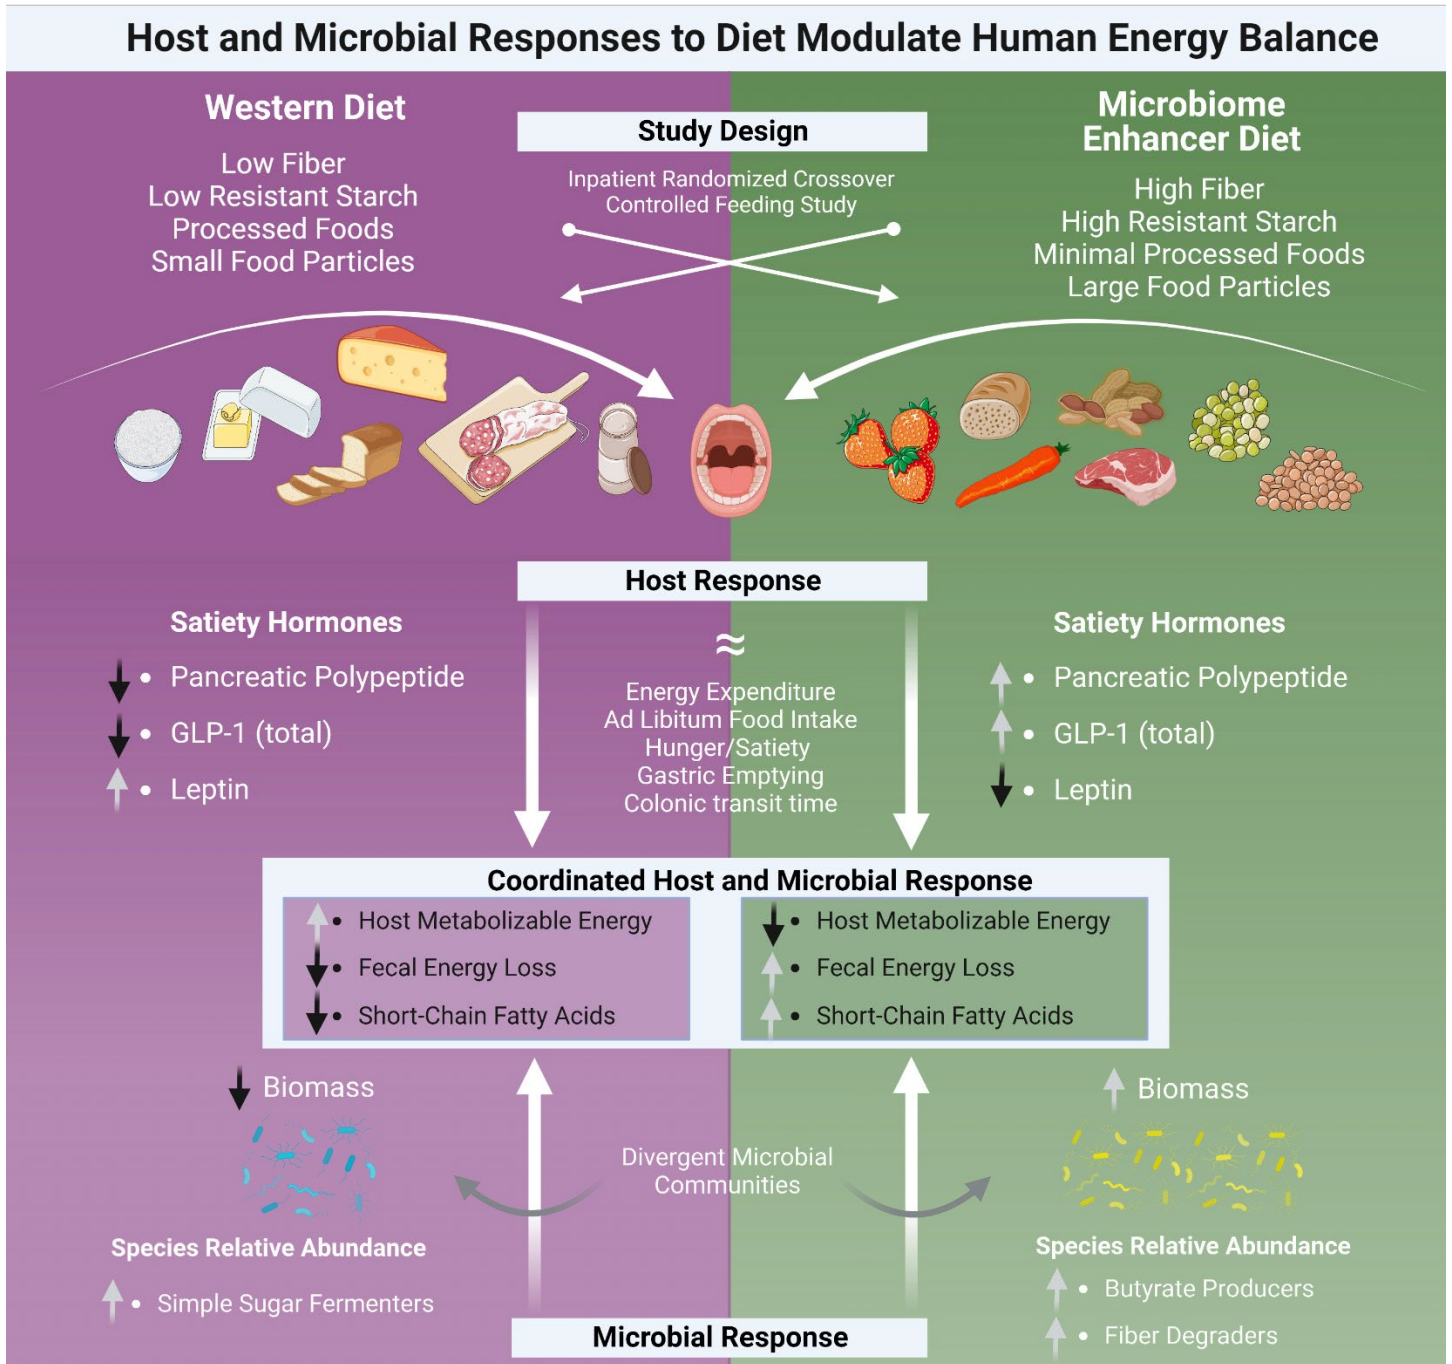 Host and Microbial Responses to Diet Modulate Human Energy Balance
Western Diet
Low Fiber
Low Resistant Starch
Processed Foods
Small Food Particles
Study Design
Inpatient Randomized Crossover
Controlled Feeding Study
Microbiome
Enhancer Diet
High Fiber
High Resistant Starch
Minimal Processed Foods
Large Food Particles
Host Response
Satiety Hormones
• Pancreatic Polypeptide
• GLP-1 (total)
• Leptin
≈
Energy Expenditure
Ad Libitum Food Intake
Hunger/Satiety
Gastric Emptying
Colonic transit time
Satiety Hormones
• Pancreatic Polypeptide
• GLP-1 (total)
• Leptin
Coordinated Host and Microbial Response
• Host Metabolizable Energy
• Fecal Energy Loss
• Short-Chain Fatty Acids
• Host Metabolizable Energy
• Fecal Energy Loss
• Short-Chain Fatty Acids
Biomass
Species Relative Abundance
• Simple Sugar Fermenters
Divergent Microbial
Communities
Biomass
Species Relative Abundance
• Butyrate Producers
• Fiber Degraders
Microbial Response